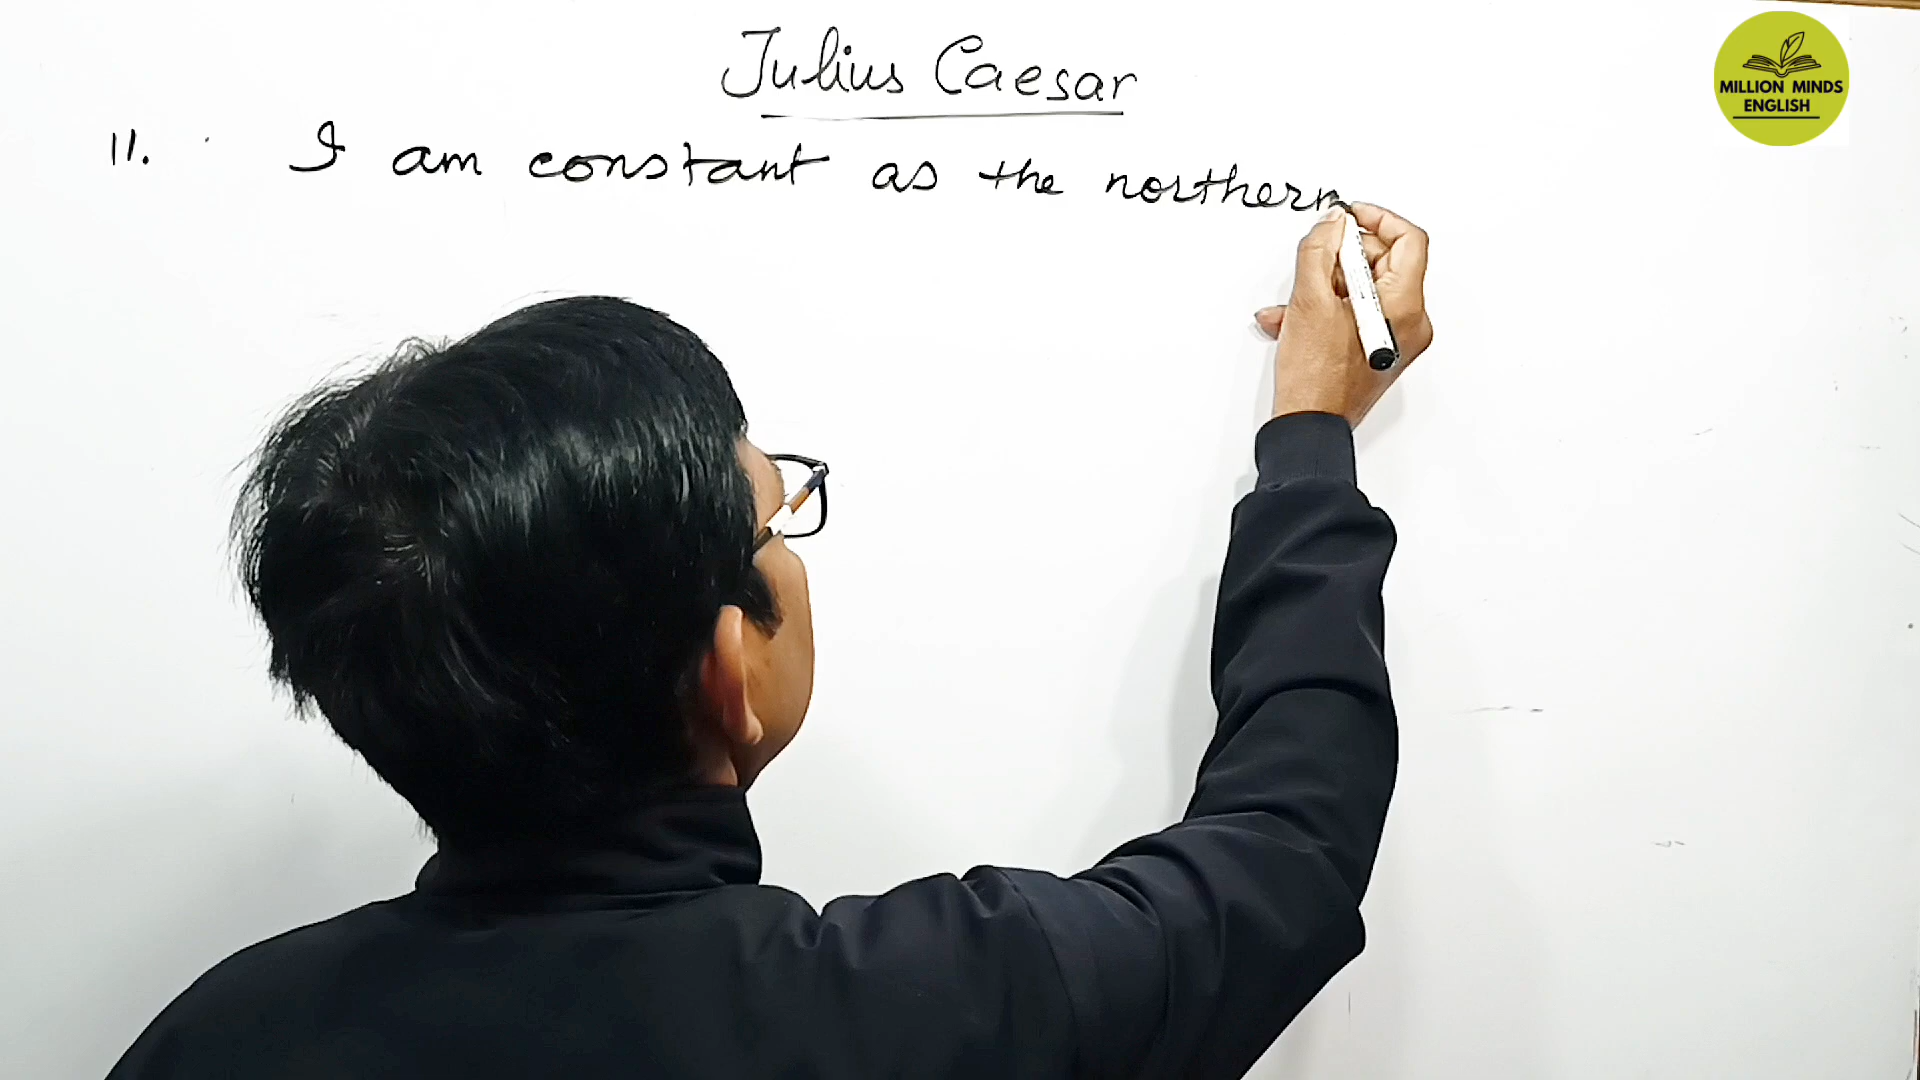 Julius Caesar
MILLION MINDS
ENGLISH
11. I am constant as the northern